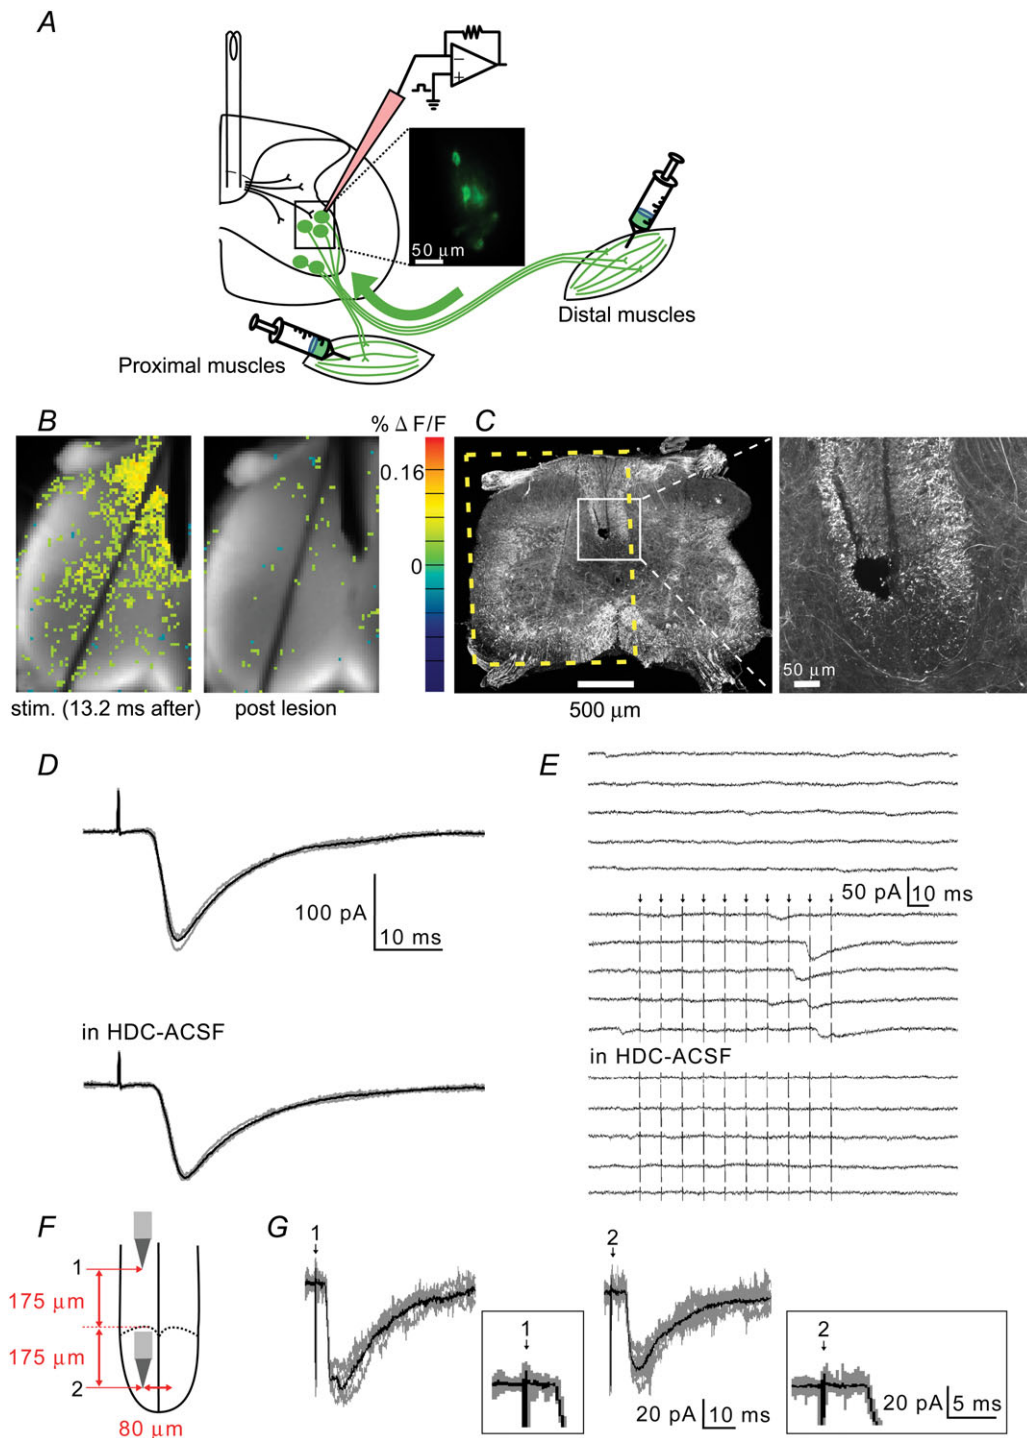 A
50 µm
Distal muscles
Proximal muscles
B
% Δ F/F
0.16
0
stim. (13.2 ms after)
post lesion
C
500 µm
50 µm
D
100 pA
10 ms
in HDC-ACSF
E
50 pA
10 ms
in HDC-ACSF
F
1
175 µm
175 µm
2
80 µm
G
1
1
2
20 pA
10 ms
2
20 pA
5 ms